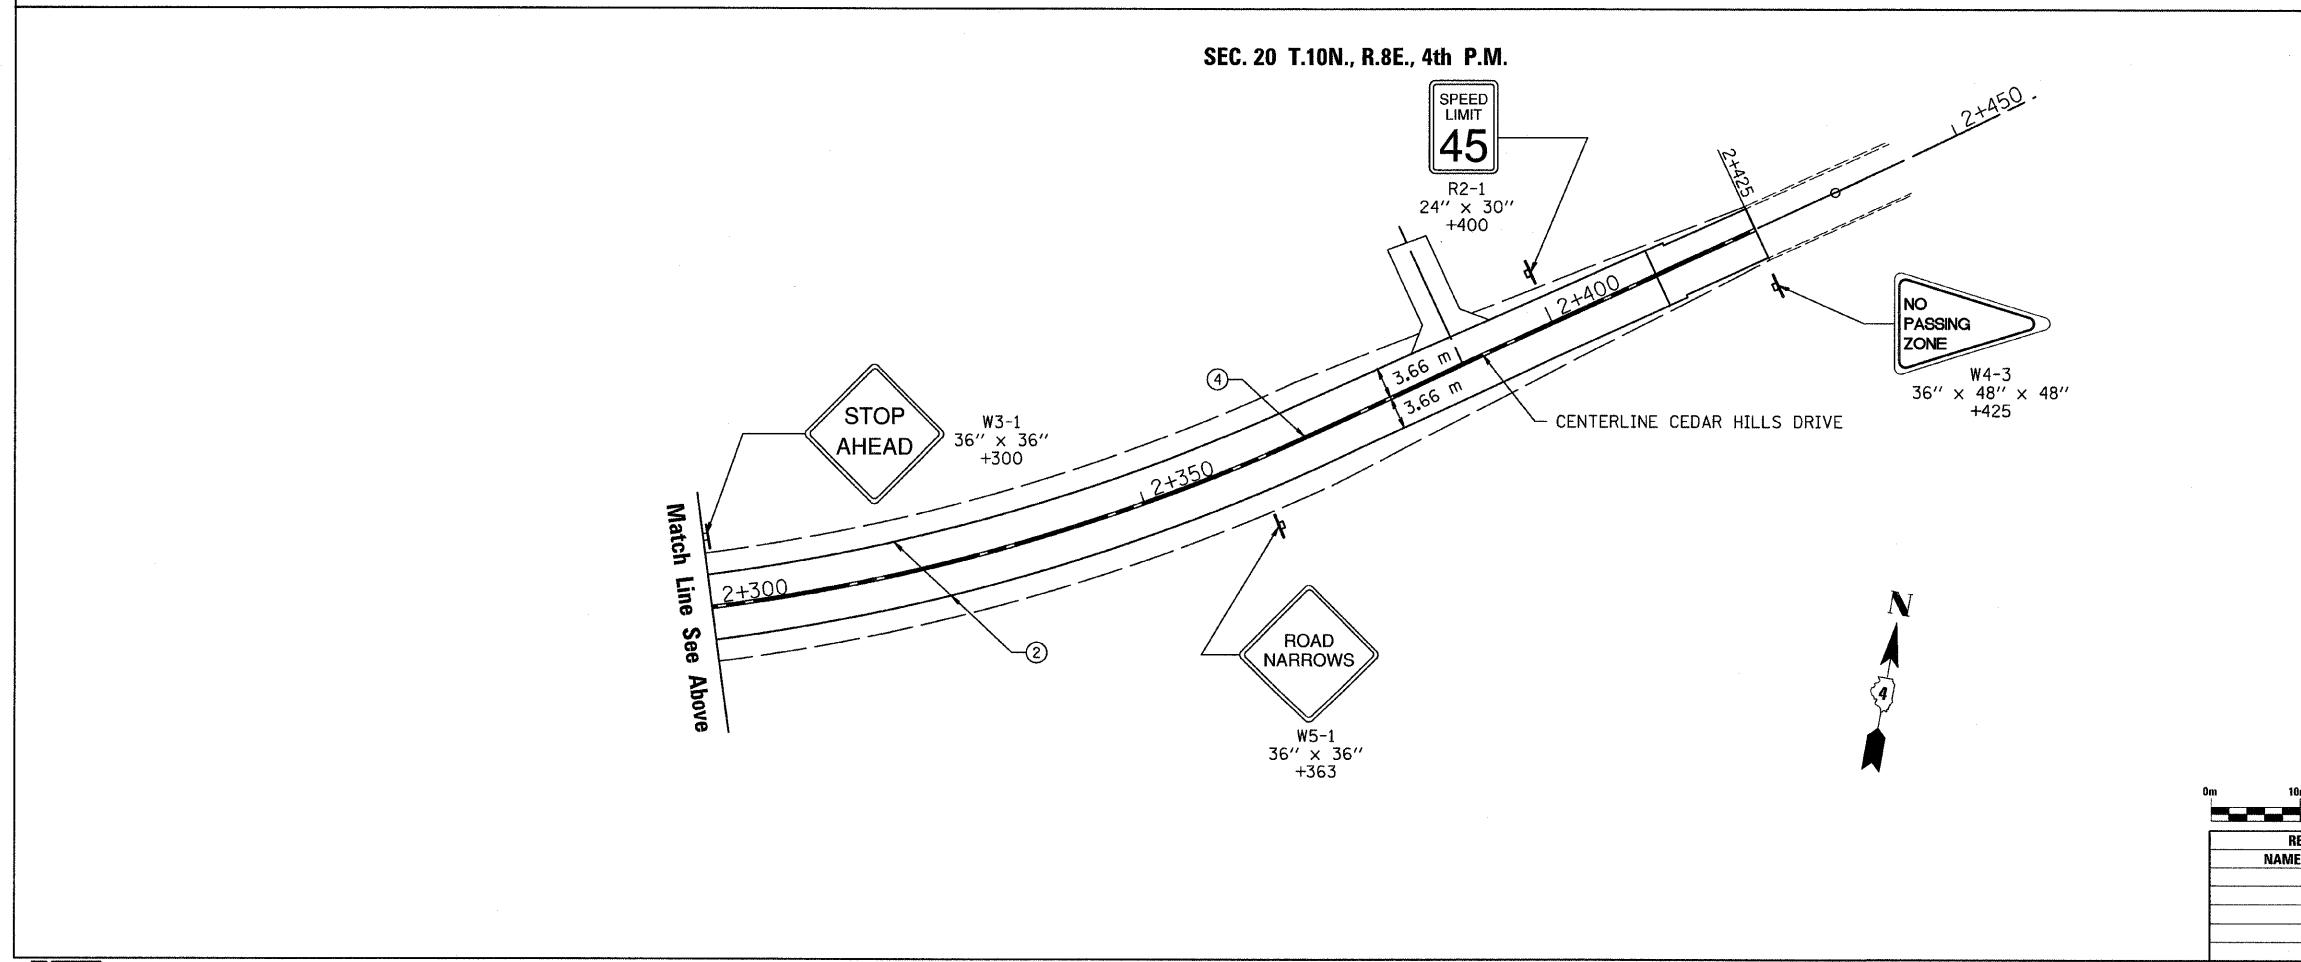 SEC. 20 T.10N., R.8E., 4th P.M.
SPEED
LIMIT
45
R2-1
24" x 30"
+400
2+450
2+425
2+400
NO
PASSING
ZONE
W4-3
36" x 48" x 48"
+425
3.66 m
3.66 m
4
CENTERLINE CEDAR HILLS DRIVE
STOP
AHEAD
W3-1
36" x 36"
+300
2+350
Match Line See Above
2+300
2
ROAD
NARROWS
W5-1
36" x 36"
+363
N
4
0m
NAME